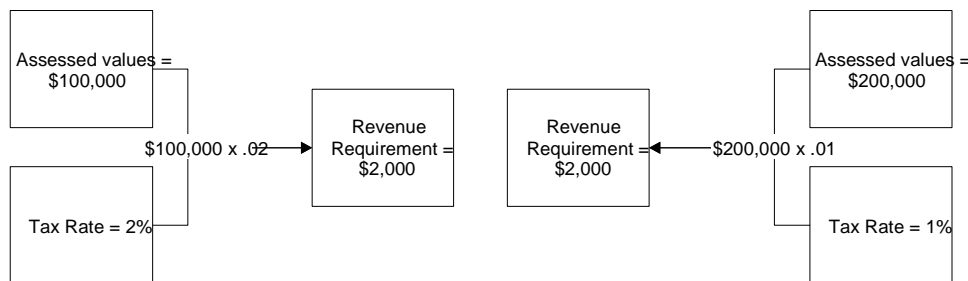 Assessed values =
$100,000
$100,000 x .02
Tax Rate = 2%
Revenue
Requirement =
$2,000
Revenue
Requirement =
$2,000
Assessed values =
$200,000
$200,000 x .01
Tax Rate = 1%